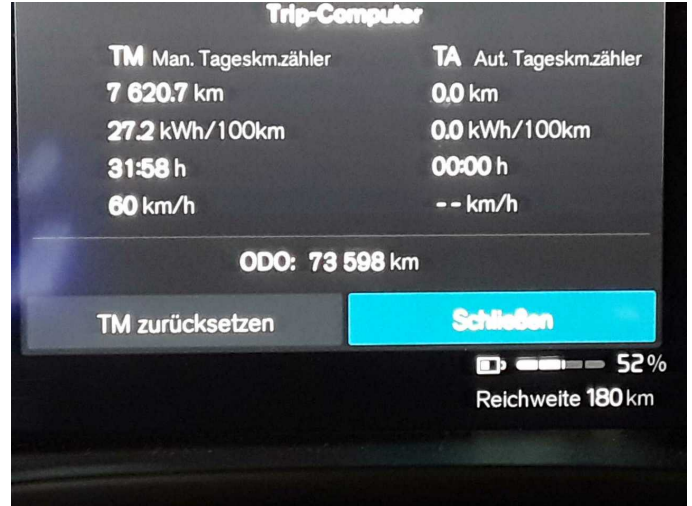 Trip-Computer
TM Man. Tageskm.zähler
7 620.7 km
27.2 kWh/100km
31:58 h
60 km/h
TA Aut. Tageskm.zähler
0.0 km
0.0 kWh/100km
00:00 h
-- km/h
ODO: 73 598 km
TM zurücksetzen
Schließen
52%
Reichweite 180 km